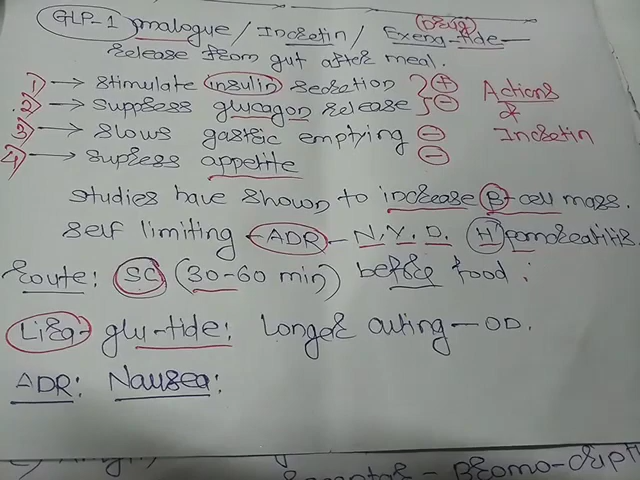 (Drug)
GLP-1 analogue / Incretin / Exena-tide —
release from gut after meal.
1) → stimulate insulin secretion } +
2) → suppress glucagon release } −
3) → slows gastric emptying −
4) → supress appetite −
Actions
of
Incretin
studies have shown to increase β-cell mass.
self limiting - ADR - N. V. D. H' pancreatitis.
Route: SC (30-60 min) before food :
Lira- glu-tide: Longer acting — OD.
ADR: Nausea:
- Bromo-cript